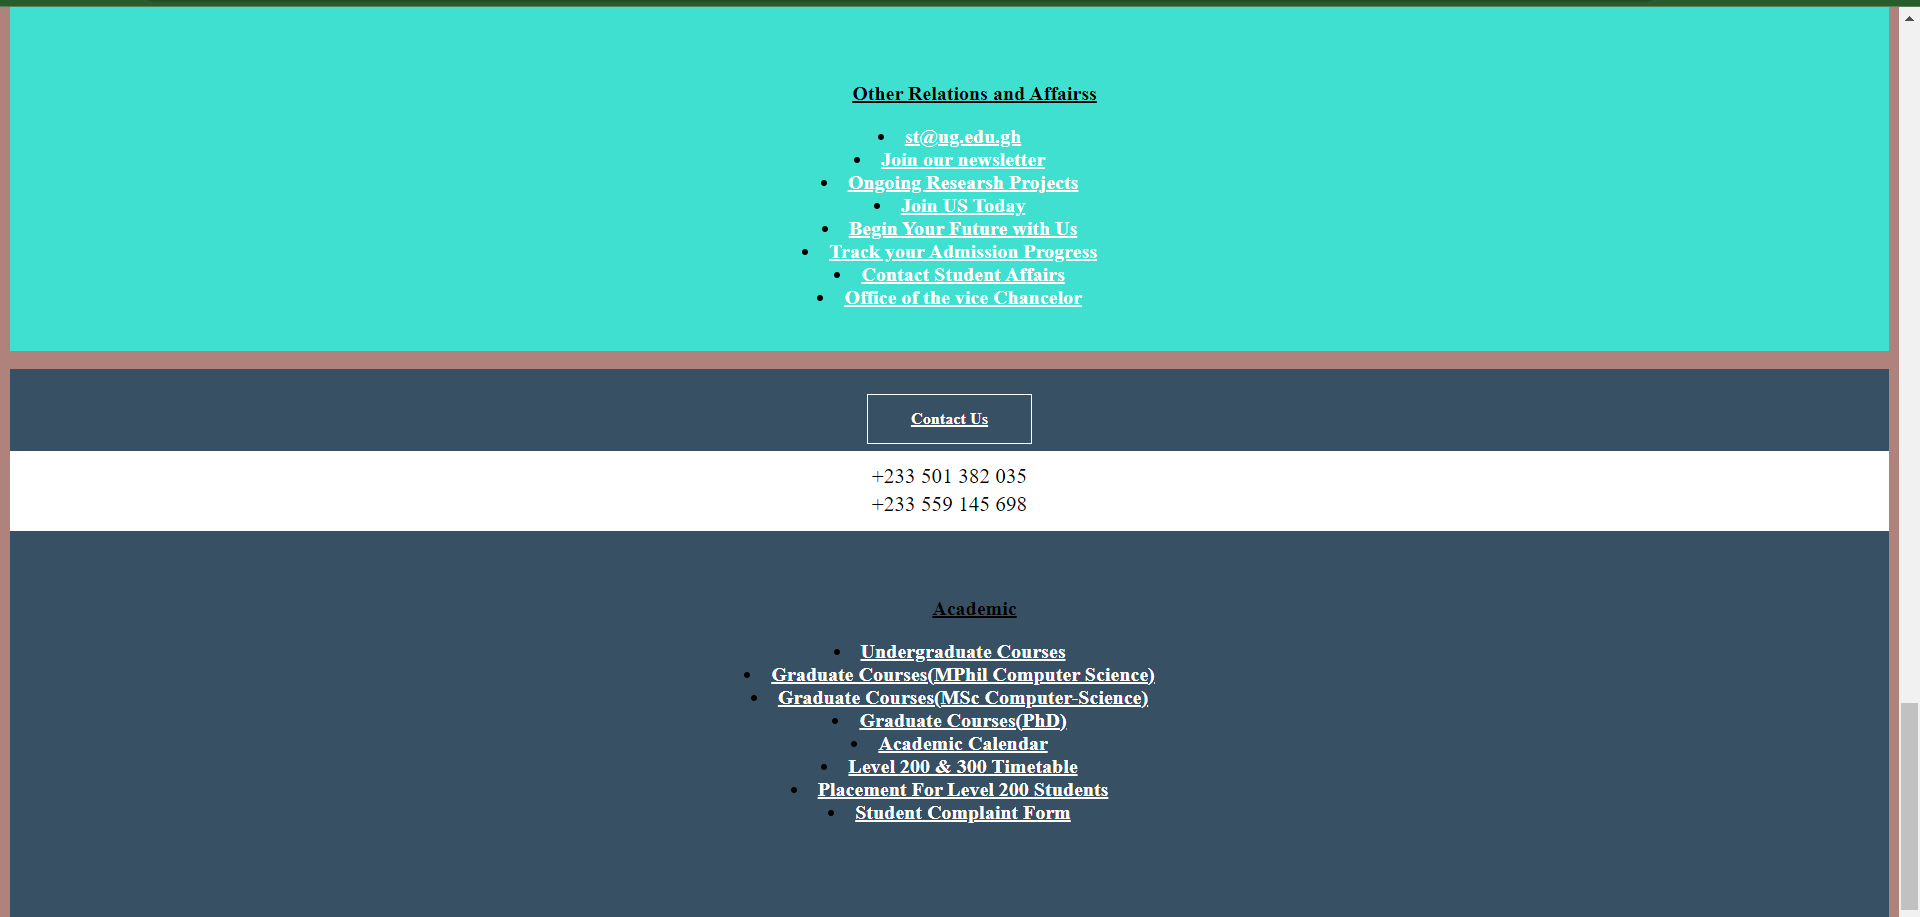 Other Relations and Affairss
st@ug.edu.gh
Join our newsletter
Ongoing Researsh Projects
Join US Today
Begin Your Future with Us
Track your Admission Progress
Contact Student Affairs
Office of the vice Chancelor
Contact Us
+233 501 382 035
+233 559 145 698
Academic
Undergraduate Courses
Graduate Courses(MPhil Computer Science)
Graduate Courses(MSc Computer-Science)
Graduate Courses(PhD)
Academic Calendar
Level 200 & 300 Timetable
Placement For Level 200 Students
Student Complaint Form